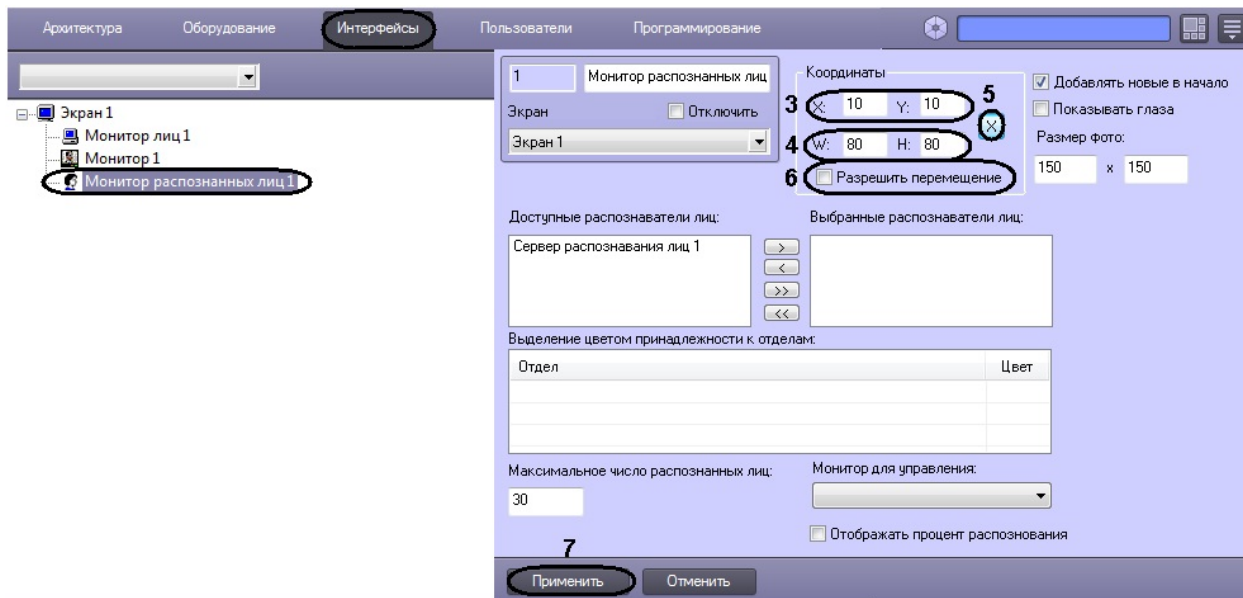 Архитектура Оборудование Интерфейсы Пользователи Программирование
Экран 1
Монитор лиц 1
Монитор 1
Монитор распознанных лиц 1
1 Монитор распознанных лиц
Экран Отключить
Экран 1
Координаты
3 X: 10 Y: 10 5
X
4 W: 80 H: 80
6 Разрешить перемещение
Добавлять новые в начало
Показывать глаза
Размер фото:
150 x 150
Доступные распознаватели лиц: Выбранные распознаватели лиц:
Сервер распознавания лиц 1
>
<
>>
<<
Выделение цветом принадлежности к отделам:
Отдел Цвет
Максимальное число распознанных лиц: Монитор для управления:
30
Отображать процент распознования
7
Применить Отменить